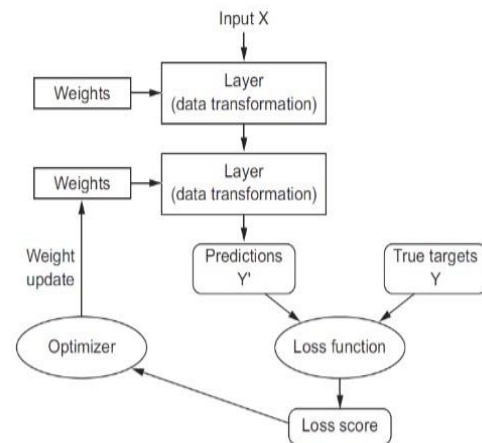 Input X
Weights
Layer
(data transformation)
Weights
Layer
(data transformation)
Weight
update
Predictions
Y'
True targets
Y
Optimizer
Loss function
Loss score